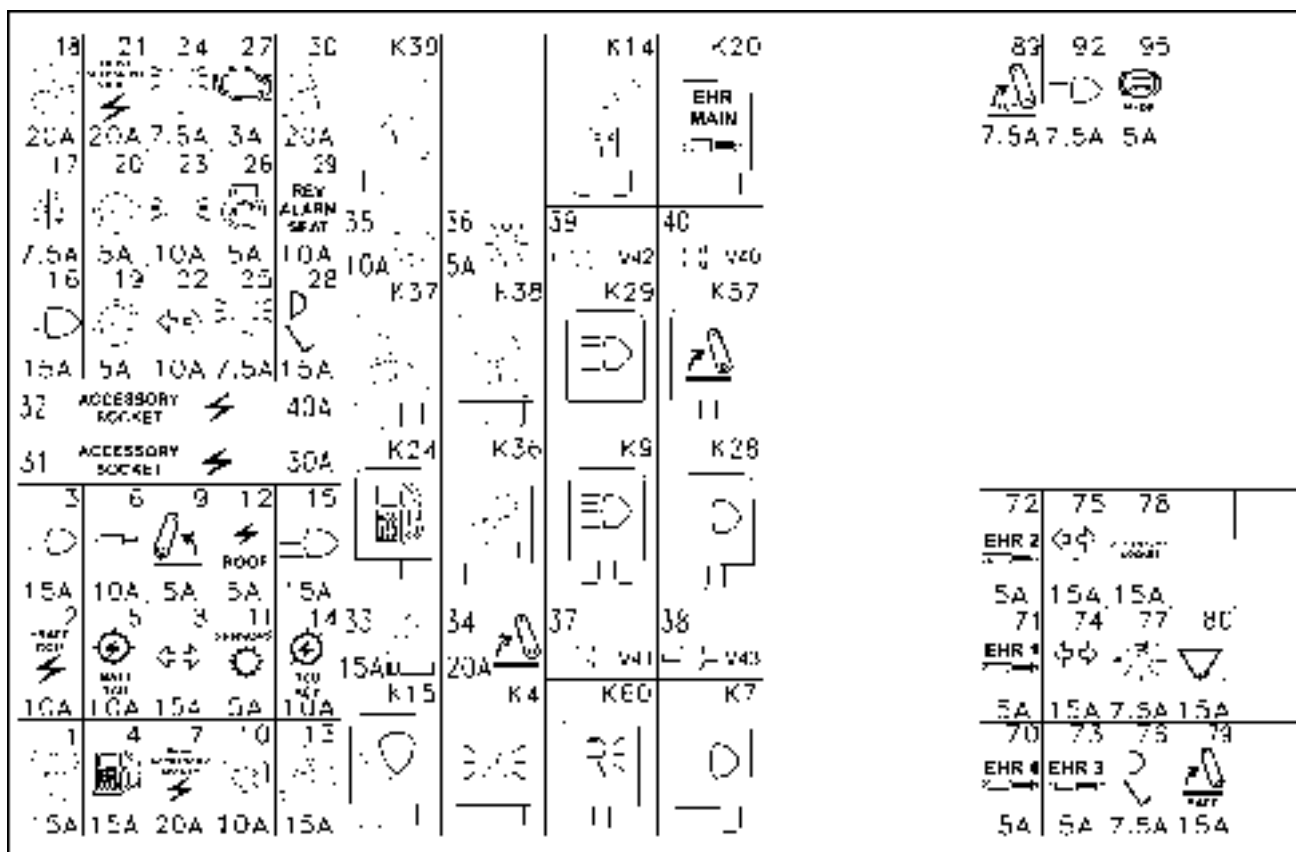 18 21 24 27 30 K39 K14 K20 89 92 95
EHR
MAIN
20A 20A 7.5A 3A 20A 7.5A 7.5A 5A
17 20 23 26 29
REV
ALARM
SEAT
35 36 39 40
7.5A 5A 10A 5A 10A 10A 5A V42 V40
16 19 22 25 28 K37 K38 K29 K57
15A 5A 10A 7.5A 15A
32 ACCESSORY
SOCKET 40A
31 ACCESSORY
SOCKET 30A
K24 K36 K9 K28
3 6 9 12 15 72 75 78
ROOF EHR 2
SOCKET
15A 10A 5A 5A 15A 5A 15A 15A
2 5 8 11 14 33 34 37 38 71 74 77 80
SENSORS
15A 20A V41 V43 EHR 1
10A 10A 15A 5A 10A 5A 15A 7.5A 15A
K15 K4 K60 K7
1 4 7 10 13 70 73 76 79
EHR 4 EHR 3
15A 15A 20A 10A 15A 5A 5A 7.5A 15A